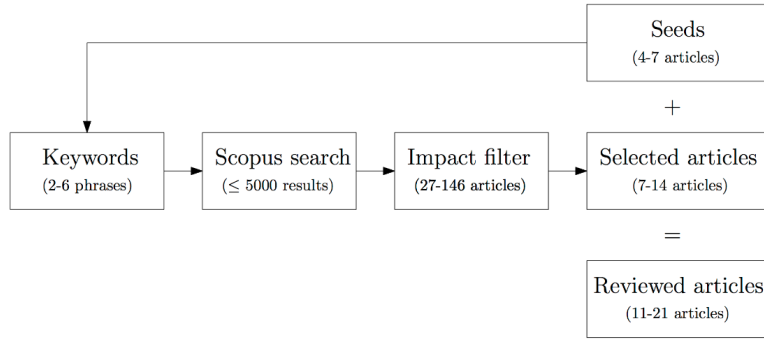 Seeds
(4-7 articles)
+
Keywords
(2-6 phrases)
Scopus search
(≤ 5000 results)
Impact filter
(27-146 articles)
Selected articles
(7-14 articles)
=
Reviewed articles
(11-21 articles)